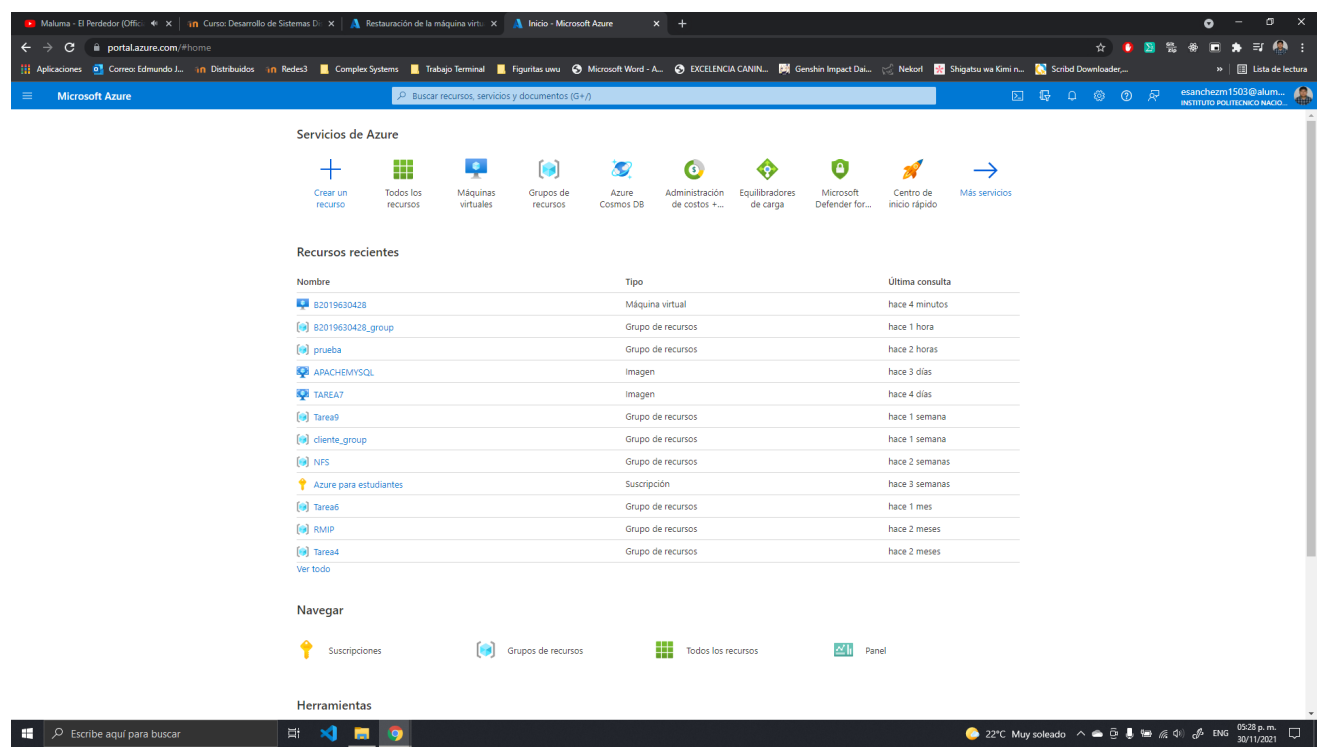 Maluma - El Perdedor (Offici
Curso: Desarrollo de Sistemas Di
Restauración de la máquina virtu
Inicio - Microsoft Azure
portal.azure.com/#home
Aplicaciones
Correo: Edmundo J...
Distribuidos
Redes3
Complex Systems
Trabajo Terminal
Figuritas uwu
Microsoft Word - A...
EXCELENCIA CANIN...
Genshin Impact Dai...
Nekorf
Shigatsu wa Kimi n...
Scribd Downloader,...
»
Lista de lectura
Microsoft Azure
Buscar recursos, servicios y documentos (G+/)
esanchezm1503@alum...
INSTITUTO POLITECNICO NACIO...
Servicios de Azure
Crear un recurso
Todos los recursos
Máquinas virtuales
Grupos de recursos
Azure Cosmos DB
Administración de costos +...
Equilibradores de carga
Microsoft Defender for...
Centro de inicio rápido
Más servicios
Recursos recientes
Nombre Tipo Última consulta
B2019630428 Máquina virtual hace 4 minutos
B2019630428_group Grupo de recursos hace 1 hora
prueba Grupo de recursos hace 2 horas
APACHEMYSQL Imagen hace 3 días
TAREA7 Imagen hace 4 días
Tarea9 Grupo de recursos hace 1 semana
cliente_group Grupo de recursos hace 1 semana
NFS Grupo de recursos hace 2 semanas
Azure para estudiantes Suscripción hace 3 semanas
Tarea6 Grupo de recursos hace 1 mes
RMIP Grupo de recursos hace 2 meses
Tarea4 Grupo de recursos hace 2 meses
Ver todo
Navegar
Suscripciones
Grupos de recursos
Todos los recursos
Panel
Herramientas
Escribe aquí para buscar
22°C Muy soleado
ENG
05:28 p. m.
30/11/2021